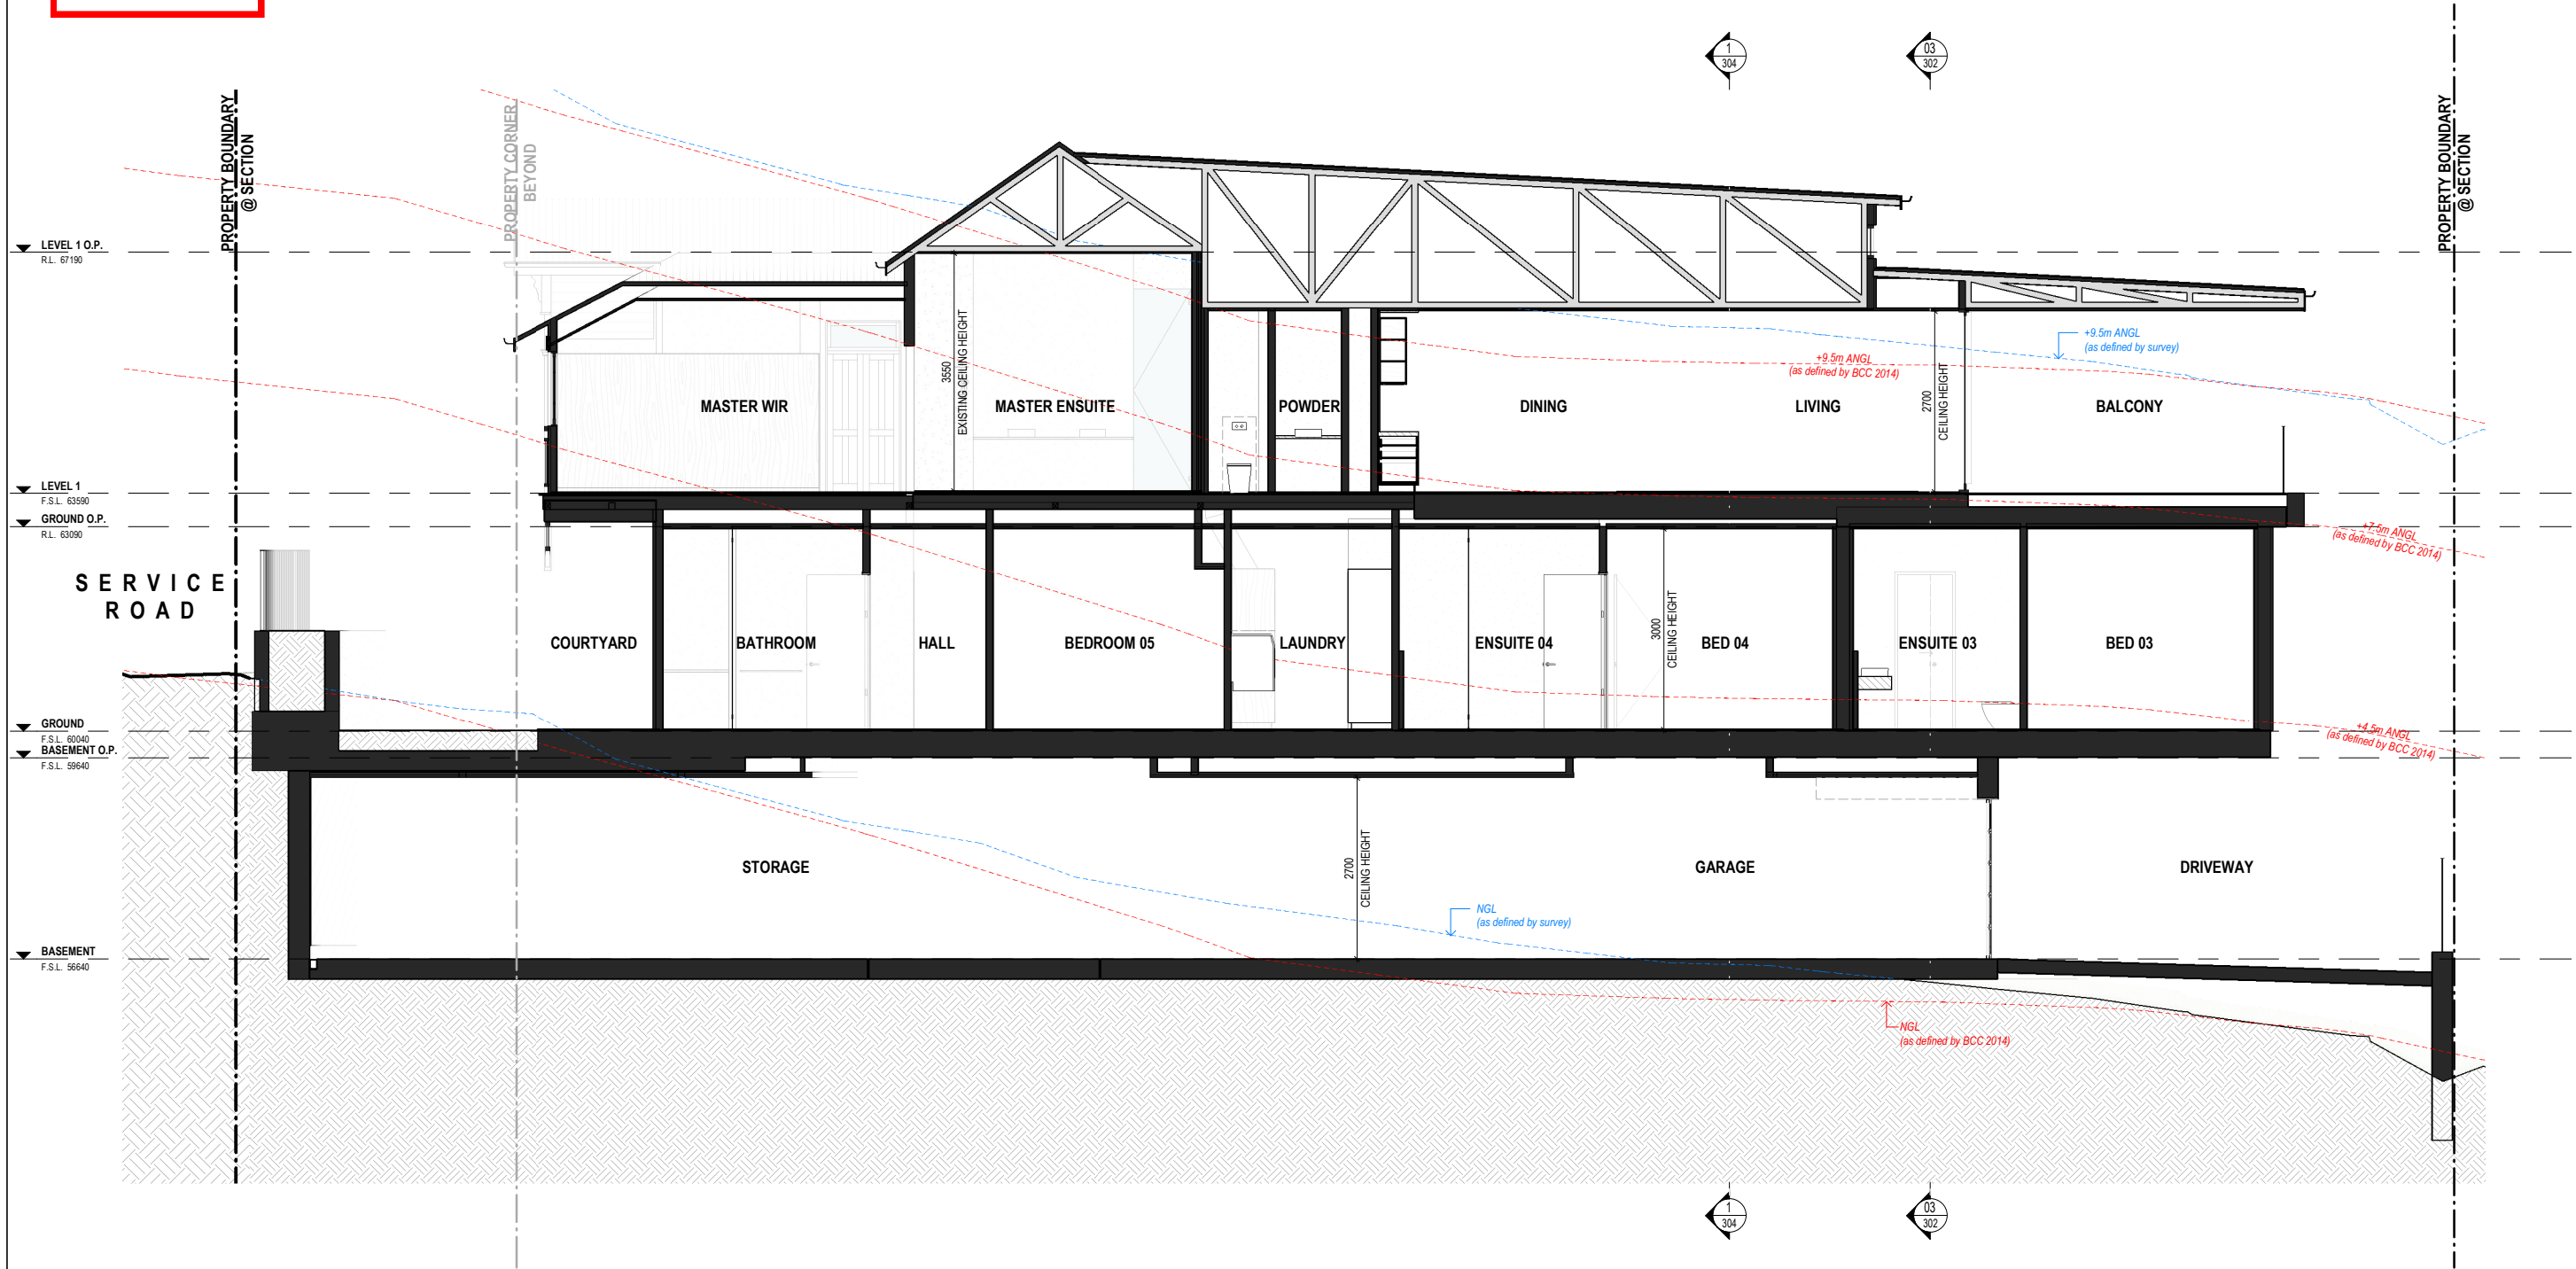 1
304
03
302
PROPERTY BOUNDARY
@ SECTION
PROPERTY CORNER
BEYOND
PROPERTY BOUNDARY
@ SECTION
LEVEL 1 O.P.
R.L. 67190
+9.5m ANGL
(as defined by survey)
+9.5m ANGL
(as defined by BCC 2014)
3550
EXISTING CEILING HEIGHT
2700
CEILING HEIGHT
MASTER WIR
MASTER ENSUITE
POWDER
DINING
LIVING
BALCONY
LEVEL 1
F.S.L. 63590
GROUND O.P.
R.L. 63090
+7.5m ANGL
(as defined by BCC 2014)
SERVICE
ROAD
3000
CEILING HEIGHT
COURTYARD
BATHROOM
HALL
BEDROOM 05
LAUNDRY
ENSUITE 04
BED 04
ENSUITE 03
BED 03
GROUND
F.S.L. 60040
BASEMENT O.P.
F.S.L. 59640
+4.5m ANGL
(as defined by BCC 2014)
2700
CEILING HEIGHT
STORAGE
GARAGE
DRIVEWAY
NGL
(as defined by survey)
BASEMENT
F.S.L. 56640
NGL
(as defined by BCC 2014)
1
304
03
302